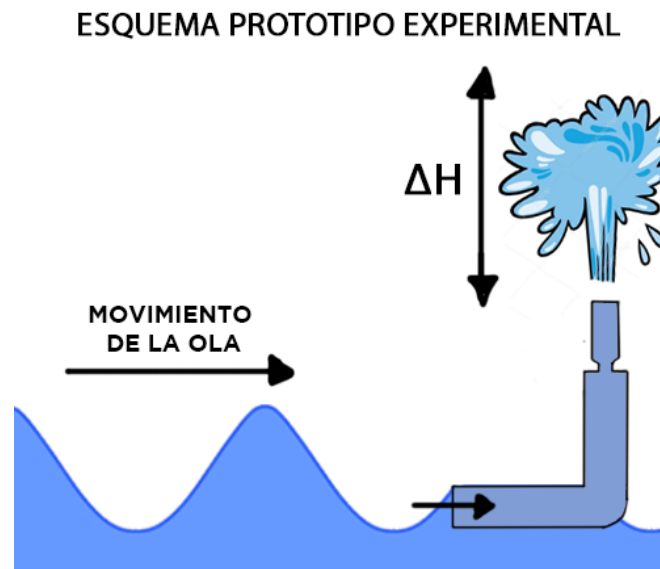 ESQUEMA PROTOTIPO EXPERIMENTAL
ΔH
MOVIMIENTO
DE LA OLA